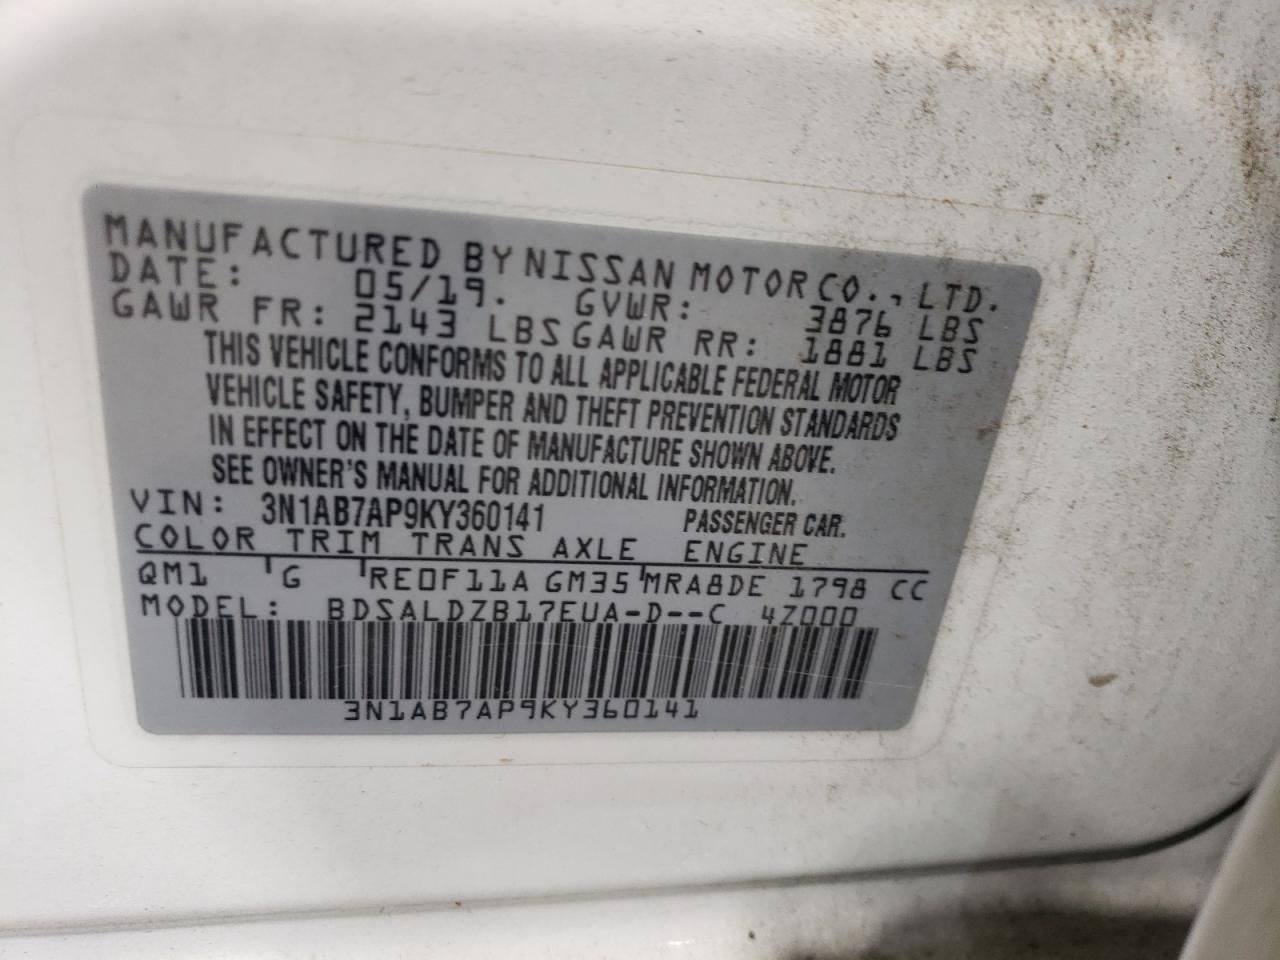 MANUFACTURED BY NISSAN MOTOR CO., LTD.
DATE: 05/19. GVWR: 3876 LBS
GAWR FR: 2143 LBS GAWR RR: 1881 LBS
THIS VEHICLE CONFORMS TO ALL APPLICABLE FEDERAL MOTOR
VEHICLE SAFETY, BUMPER AND THEFT PREVENTION STANDARDS
IN EFFECT ON THE DATE OF MANUFACTURE SHOWN ABOVE.
SEE OWNER'S MANUAL FOR ADDITIONAL INFORMATION.
VIN: 3N1AB7AP9KY360141 PASSENGER CAR.
COLOR TRIM TRANS AXLE ENGINE
QM1 G RE0F11A GM35 MRA8DE 1798 CC
MODEL: BDSALDZB17EUA-D--C 4Z000
3N1AB7AP9KY360141